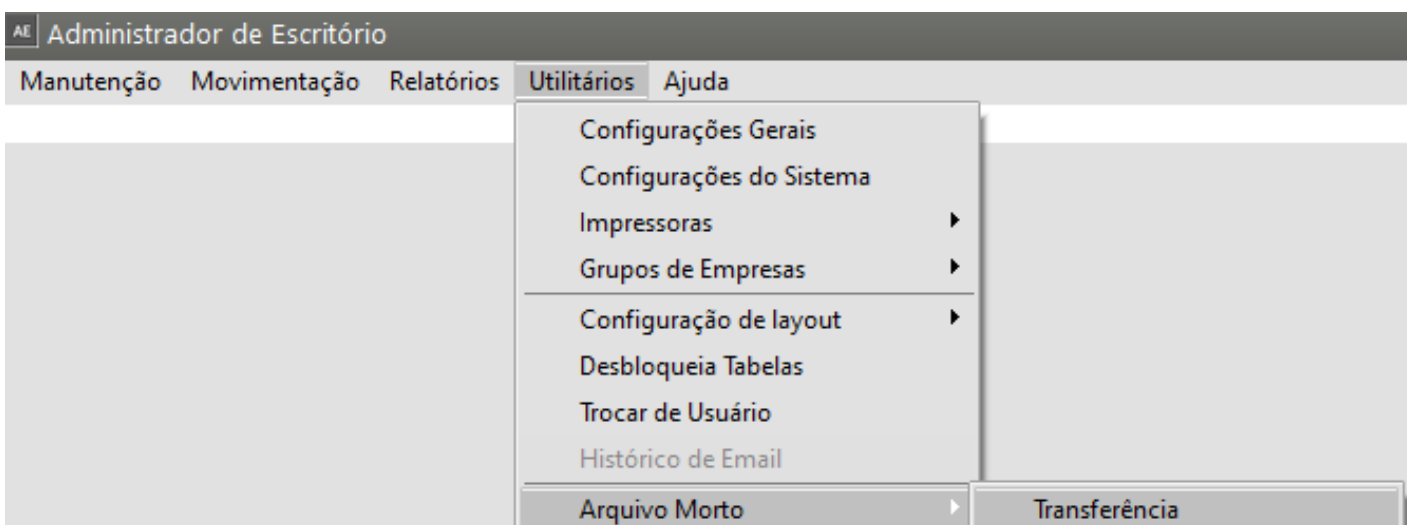 AE Administrador de Escritório
Manutenção Movimentação Relatórios Utilitários Ajuda
Configurações Gerais
Configurações do Sistema
Impressoras
Grupos de Empresas
Configuração de layout
Desbloqueia Tabelas
Trocar de Usuário
Histórico de Email
Arquivo Morto Transferência